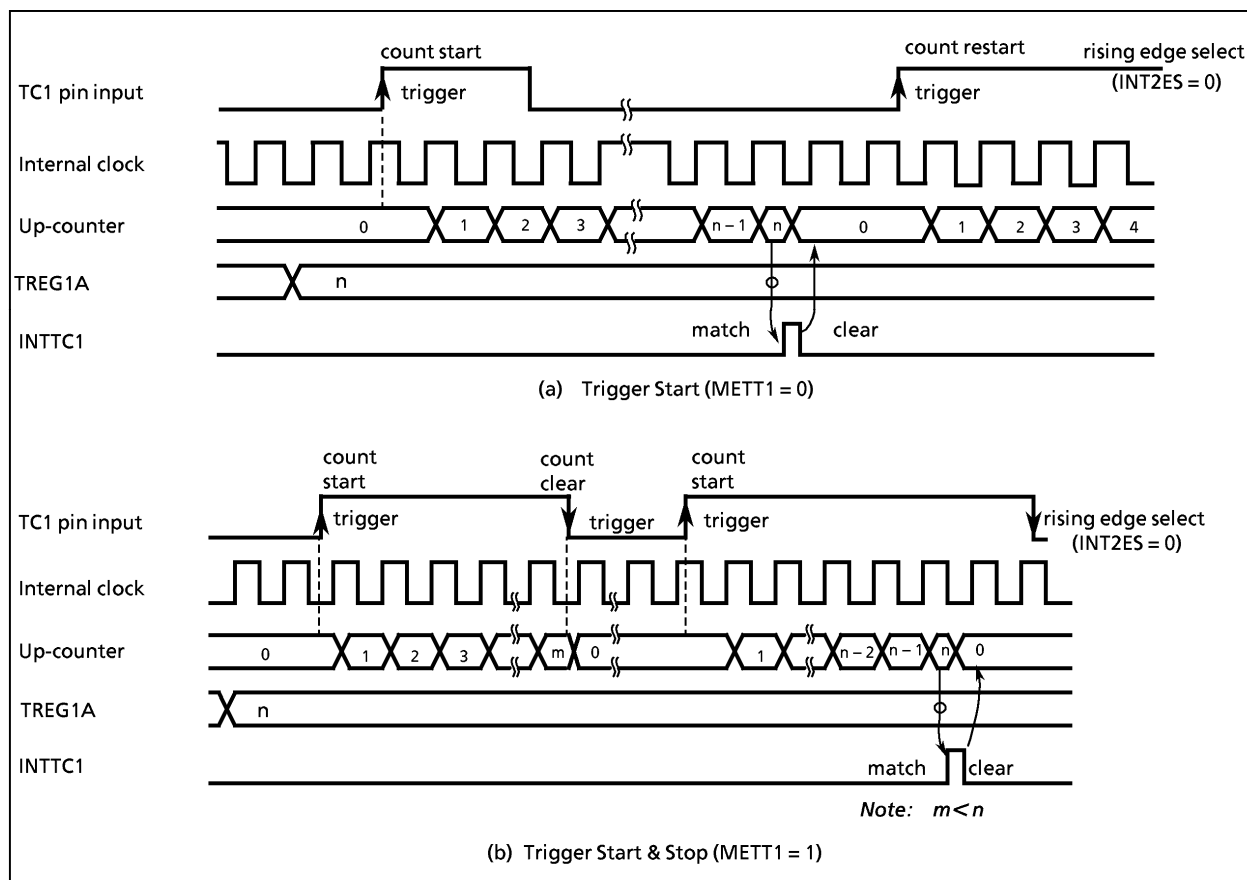 count start
count restart
rising edge select
(INT2ES = 0)
TC1 pin input
trigger
trigger
Internal clock
Up-counter
0 1 2 3 n – 1 n 0 1 2 3 4
TREG1A
n
INTTC1
match
clear
(a) Trigger Start (METT1 = 0)
count
start
count
clear
count
start
TC1 pin input
trigger
trigger
trigger
rising edge select
(INT2ES = 0)
Internal clock
Up-counter
0 1 2 3 m 0 1 n – 2 n – 1 n 0
TREG1A
n
INTTC1
match
clear
Note: m < n
(b) Trigger Start & Stop (METT1 = 1)